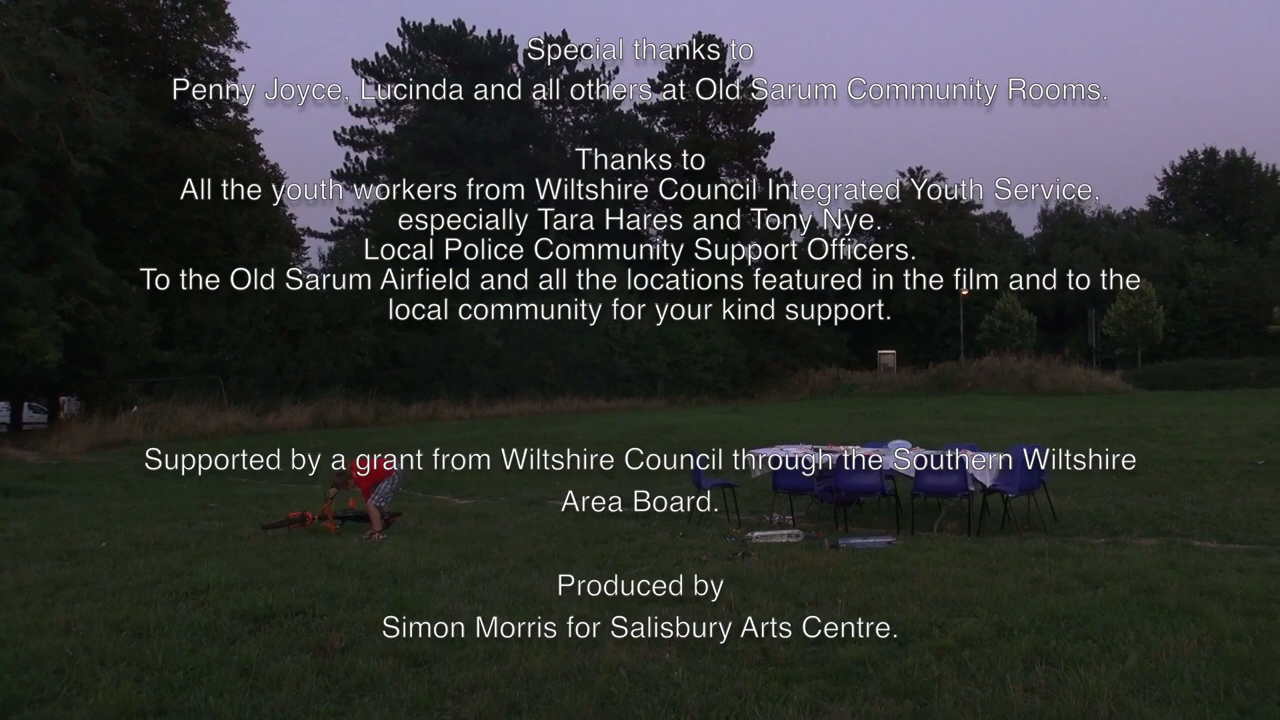 Special thanks to
Penny Joyce, Lucinda and all others at Old Sarum Community Rooms.
Thanks to
All the youth workers from Wiltshire Council Integrated Youth Service,
especially Tara Hares and Tony Nye.
Local Police Community Support Officers.
To the Old Sarum Airfield and all the locations featured in the film and to the
local community for your kind support.
Supported by a grant from Wiltshire Council through the Southern Wiltshire
Area Board.
Produced by
Simon Morris for Salisbury Arts Centre.